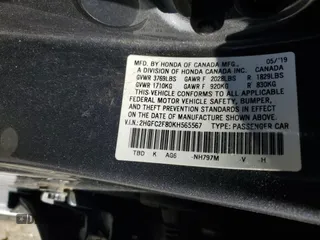 MFD. BY HONDA OF CANADA MFG., 05/'19
A DIVISION OF HONDA CANADA INC., CANADA
GVWR 3769LBS GAWR F 2028LBS R 1829LBS
GVWR 1710KG GAWR F 920KG R 830KG
THIS VEHICLE CONFORMS TO ALL APPLICABLE
FEDERAL MOTOR VEHICLE SAFETY, BUMPER,
AND THEFT PREVENTION STANDARDS IN
EFFECT ON THE DATE OF MANUFACTURE
SHOWN ABOVE.
V.I.N.: 2HGFC2F80KH565567 TYPE: PASSENGER CAR
TBD K AG6 -NH797M V -H